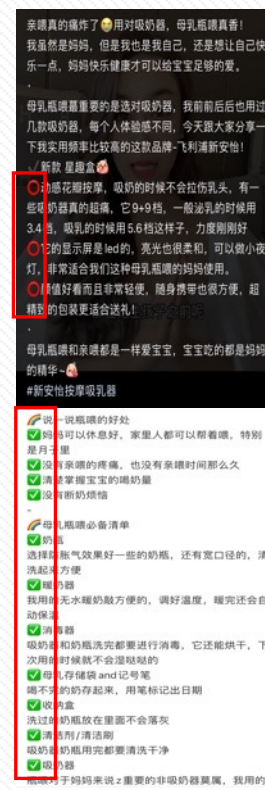 亲喂真的痛炸了😂用对吸奶器，母乳瓶喂真香！
我虽然是妈妈，但是我也是我自己，还是想让自己快
乐一点，妈妈快乐健康才可以给宝宝足够的爱。
.
母乳瓶喂蕞重要的是选对吸奶器，我前前后后也用过
几款吸奶器，每个人体验感不同，今天跟大家分享一
下我实用频率比较高的这款品牌-飞利浦新安怡！
✓新款 星趣盒
⭕动感花瓣按摩，吸奶的时候不会拉伤乳头，有一
些吸奶器真的超痛，它9+9档，一般泌乳的时候用
3.4档，吸乳的时候用5.6档这样子，力度刚刚好
⭕它的显示屏是led的，亮光也很柔和，可以做小夜
灯，非常适合我们这种母乳瓶喂的妈妈使用。
⭕颜值好看而且非常轻便，随身携带也很方便，超
精致的包装更适合送礼！
.
母乳瓶喂和亲喂都是一样爱宝宝，宝宝吃的都是妈妈
的精华~
#新安怡按摩吸乳器
🌈说一说瓶喂的好处
✅妈妈可以休息好，家里人都可以帮着喂，特别
是月子里
✅没有亲喂的疼痛，也没有亲喂时间那么久
✅清楚掌握宝宝的喝奶量
✅没有断奶烦恼
-
🌈母乳瓶喂必备清单
✅奶瓶
选择防胀气效果好一些的奶瓶，还有宽口径的，清
洗起来方便
✅暖奶器
我用的无水暖奶敲方便的，调好温度，暖完还会自
动保温
✅消毒器
吸奶器和奶瓶洗完都要进行消毒，它还能烘干，下
次用的时候就不会湿哒哒的
✅母乳存储袋and记号笔
喝不完的奶存起来，用笔标记出日期
✅收纳盒
洗过的奶瓶放在里面不会落灰
✅清洁剂/清洁刷
吸奶器奶瓶用完都要清洗干净
✅吸奶器
瓶喂对于妈妈来说z重要的非吸奶器莫属，我用的